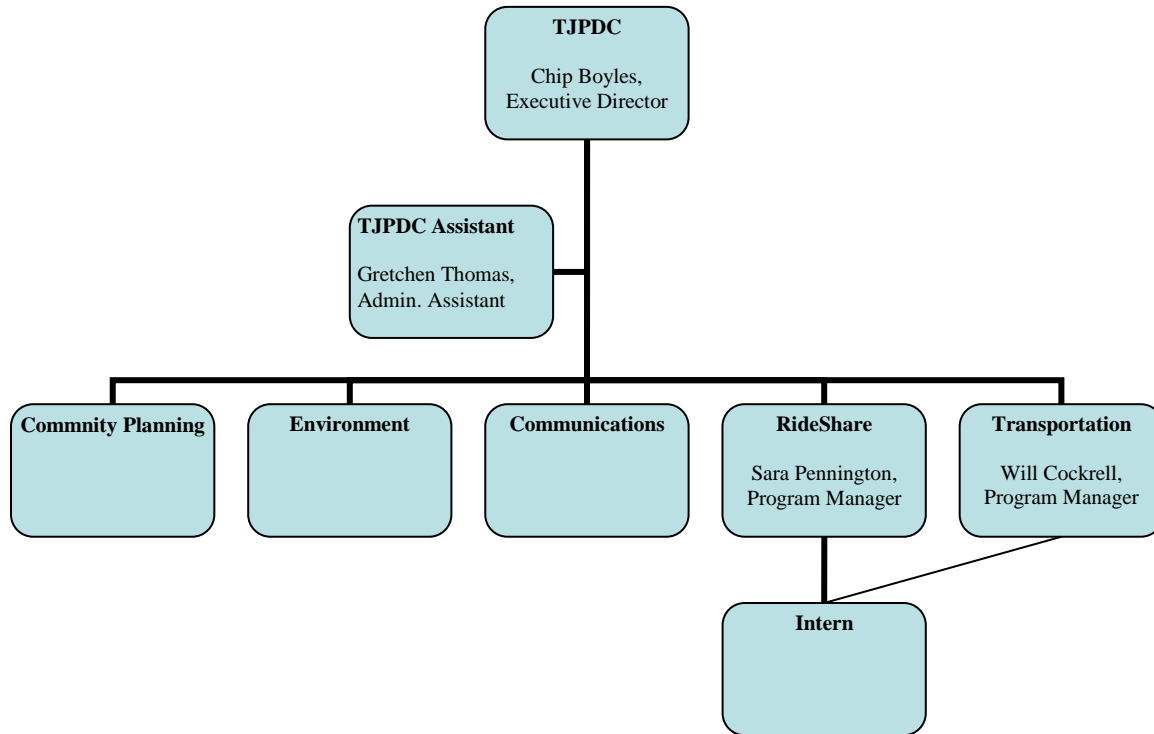 TJPDC
Chip Boyles,
Executive Director
TJPDC Assistant
Gretchen Thomas,
Admin. Assistant
Commnity Planning
Environment
Communications
RideShare
Sara Pennington,
Program Manager
Transportation
Will Cockrell,
Program Manager
Intern